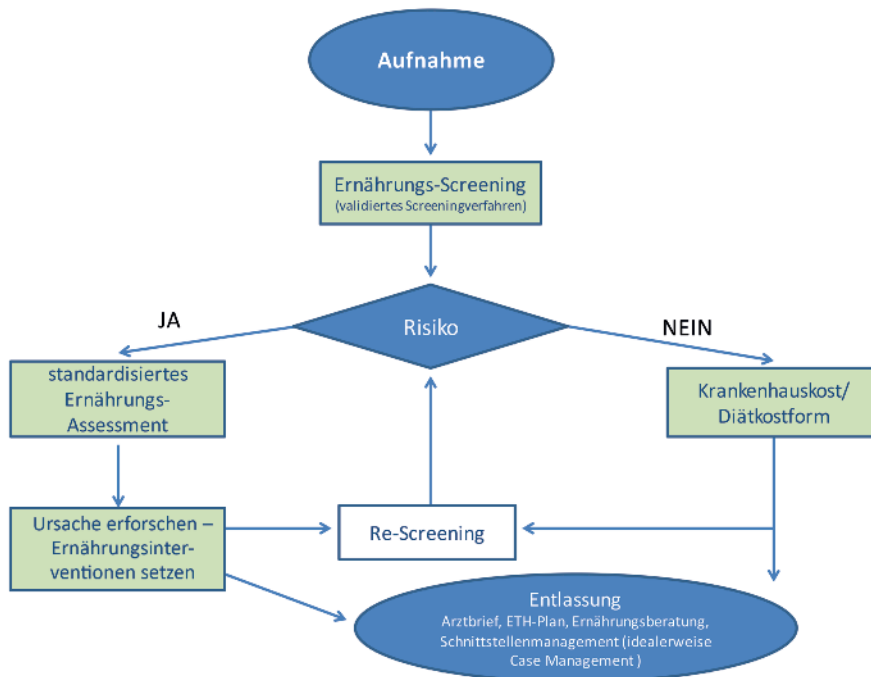 Aufnahme
Ernährungs-Screening
(validiertes Screeningverfahren)
JA
Risiko
NEIN
standardisiertes
Ernährungs-
Assessment
Krankenhauskost/
Diätkostform
Ursache erforschen –
Ernährungsinter-
ventionen setzen
Re-Screening
Entlassung
Arztbrief, ETH-Plan, Ernährungsberatung,
Schnittstellenmanagement (idealerweise
Case Management )